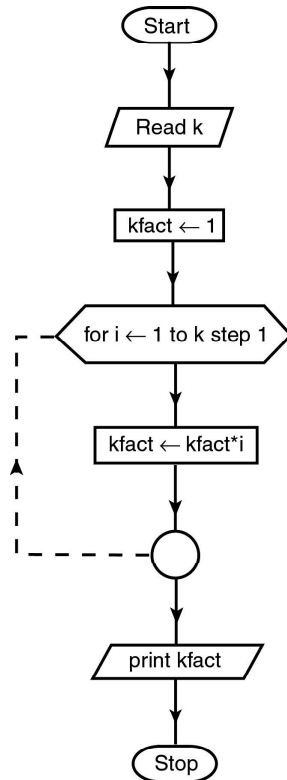 Start
Read k
kfact ← 1
for i ← 1 to k step 1
kfact ← kfact*i
print kfact
Stop